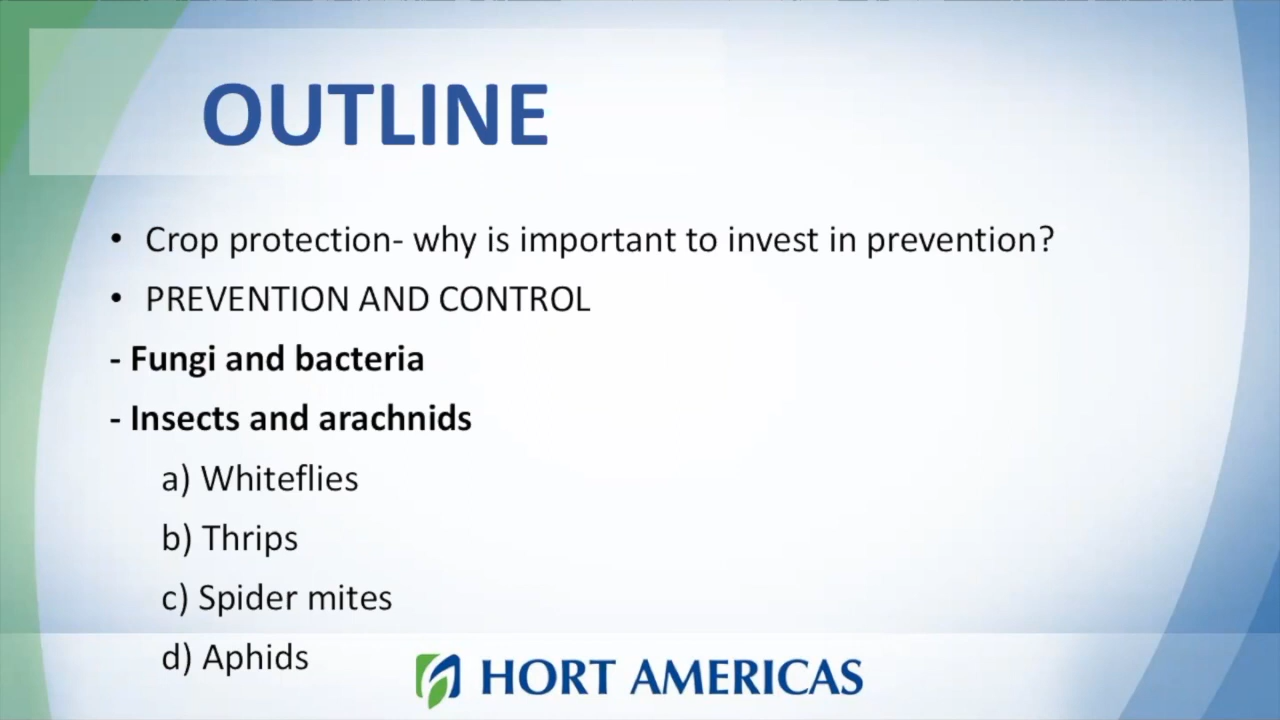 OUTLINE
• Crop protection- why is important to invest in prevention?
• PREVENTION AND CONTROL
- Fungi and bacteria
- Insects and arachnids
a) Whiteflies
b) Thrips
c) Spider mites
d) Aphids
HORT AMERICAS